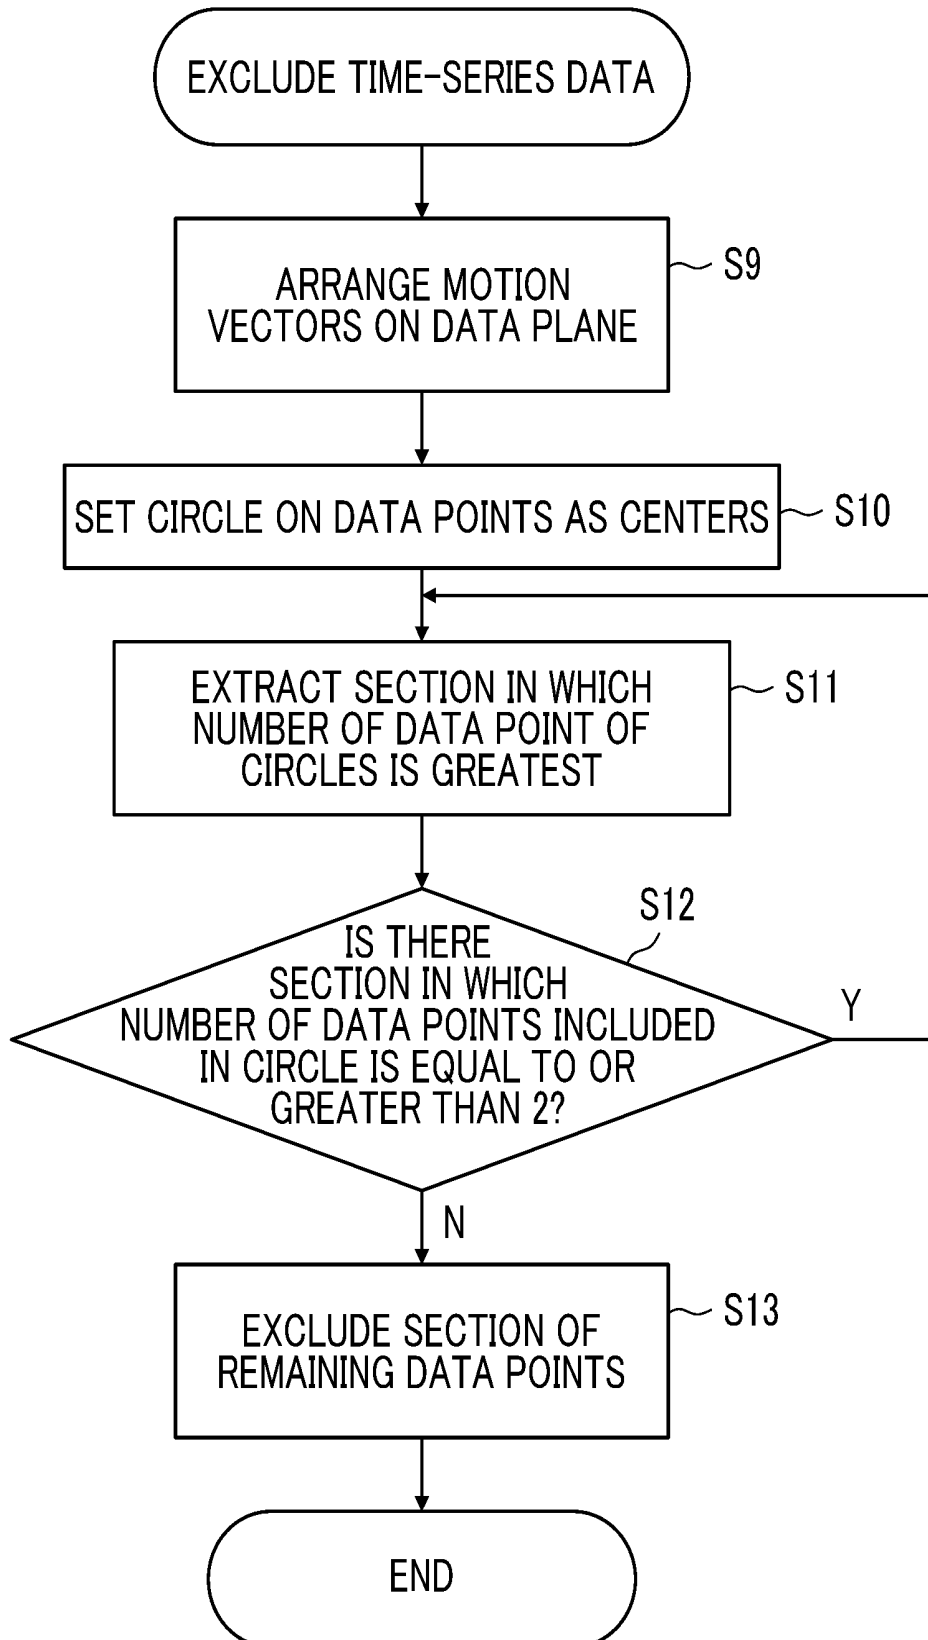 EXCLUDE TIME-SERIES DATA
ARRANGE MOTION
VECTORS ON DATA PLANE
S9
SET CIRCLE ON DATA POINTS AS CENTERS
S10
EXTRACT SECTION IN WHICH
NUMBER OF DATA POINT OF
CIRCLES IS GREATEST
S11
S12
IS THERE
SECTION IN WHICH
NUMBER OF DATA POINTS INCLUDED
IN CIRCLE IS EQUAL TO OR
GREATER THAN 2?
Y
N
EXCLUDE SECTION OF
REMAINING DATA POINTS
S13
END